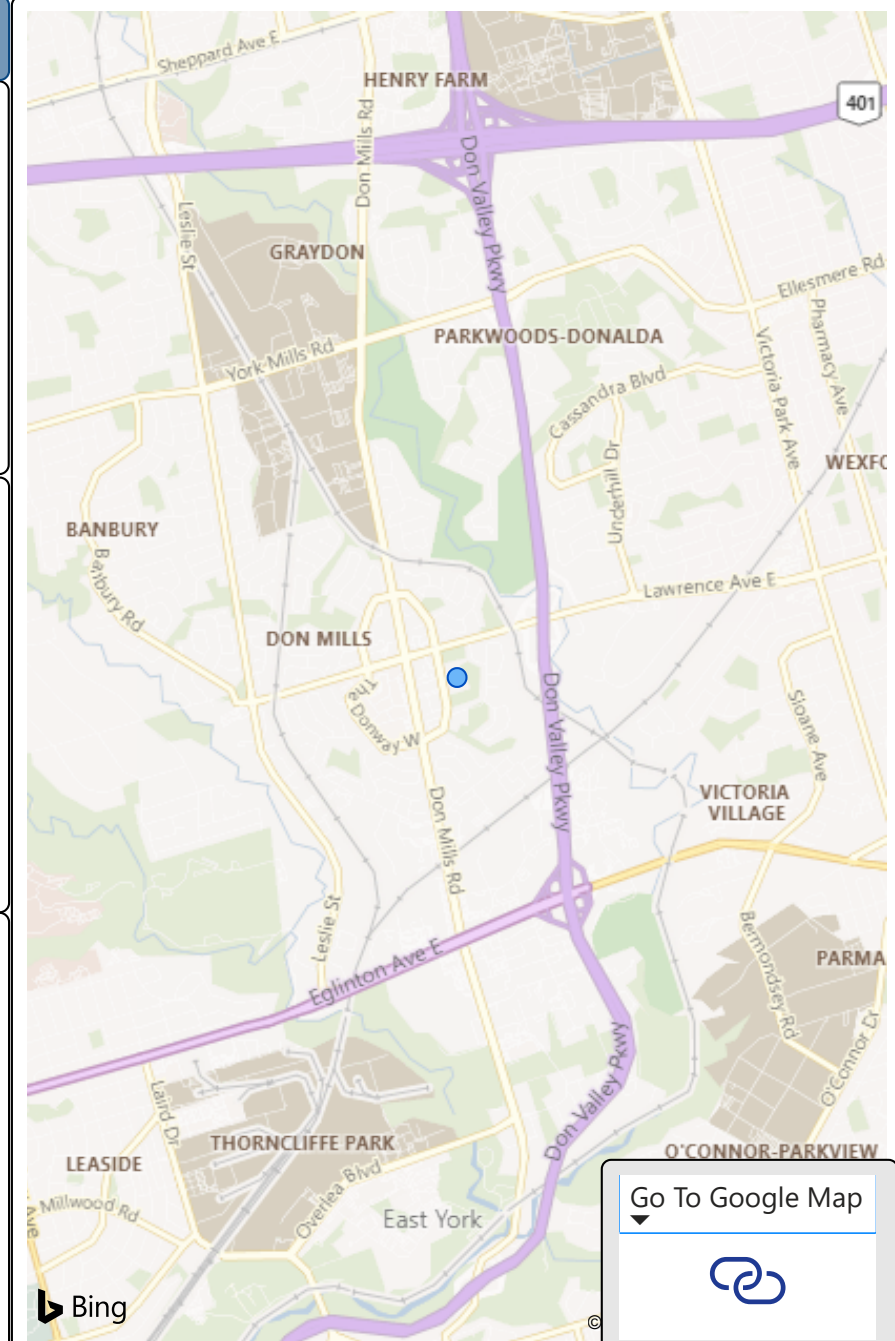 Sheppard Ave E
HENRY FARM
401
Don Mills Rd
Don Valley Pkwy
Leslie St
GRAYDON
Ellesmere Rd
Pharmacy Ave
PARKWOODS-DONALDA
York Mills Rd
Victoria Park Ave
Cassandra Blvd
Underhill Dr
WEXFO
BANBURY
Banbury Rd
Lawrence Ave E
DON MILLS
The Donway W
Don Valley Pkwy
Sloane Ave
VICTORIA
VILLAGE
Don Mills Rd
Leslie St
Eglinton Ave E
Bermondsey Rd
PARMA
O'Connor Dr
Don Valley Pkwy
Laird Dr
THORNCLIFFE PARK
O'CONNOR-PARKVIEW
LEASIDE
Overlea Blvd
Millwood Rd
Ave
East York
Go To Google Map
Bing
©